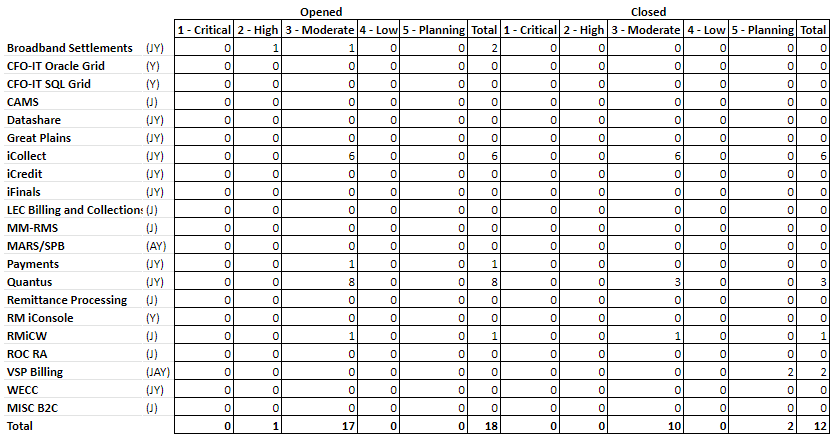 Opened Closed
1 - Critical 2 - High 3 - Moderate 4 - Low 5 - Planning Total 1 - Critical 2 - High 3 - Moderate 4 - Low 5 - Planning Total
Broadband Settlements (JY) 0 1 1 0 0 2 0 0 0 0 0 0
CFO-IT Oracle Grid (Y) 0 0 0 0 0 0 0 0 0 0 0 0
CFO-IT SQL Grid (Y) 0 0 0 0 0 0 0 0 0 0 0 0
CAMS (J) 0 0 0 0 0 0 0 0 0 0 0 0
Datashare (JY) 0 0 0 0 0 0 0 0 0 0 0 0
Great Plains (JY) 0 0 0 0 0 0 0 0 0 0 0 0
iCollect (JY) 0 0 6 0 0 6 0 0 6 0 0 6
iCredit (JY) 0 0 0 0 0 0 0 0 0 0 0 0
iFinals (JY) 0 0 0 0 0 0 0 0 0 0 0 0
LEC Billing and Collections (J) 0 0 0 0 0 0 0 0 0 0 0 0
MM-RMS (J) 0 0 0 0 0 0 0 0 0 0 0 0
MARS/SPB (AY) 0 0 0 0 0 0 0 0 0 0 0 0
Payments (JY) 0 0 1 0 0 1 0 0 0 0 0 0
Quantus (JY) 0 0 8 0 0 8 0 0 3 0 0 3
Remittance Processing (J) 0 0 0 0 0 0 0 0 0 0 0 0
RM iConsole (Y) 0 0 0 0 0 0 0 0 0 0 0 0
RMiCW (J) 0 0 1 0 0 1 0 0 1 0 0 1
ROC RA (J) 0 0 0 0 0 0 0 0 0 0 0 0
VSP Billing (JAY) 0 0 0 0 0 0 0 0 0 0 2 2
WECC (JY) 0 0 0 0 0 0 0 0 0 0 0 0
MISC B2C (J) 0 0 0 0 0 0 0 0 0 0 0 0
Total 0 1 17 0 0 18 0 0 10 0 2 12